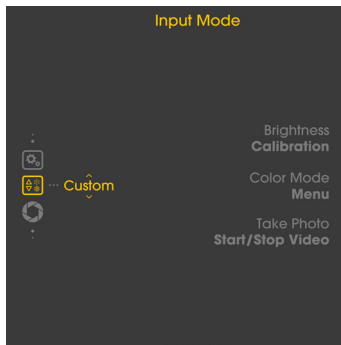 Input Mode
Brightness
Calibration
Custom
Color Mode
Menu
Take Photo
Start/Stop Video